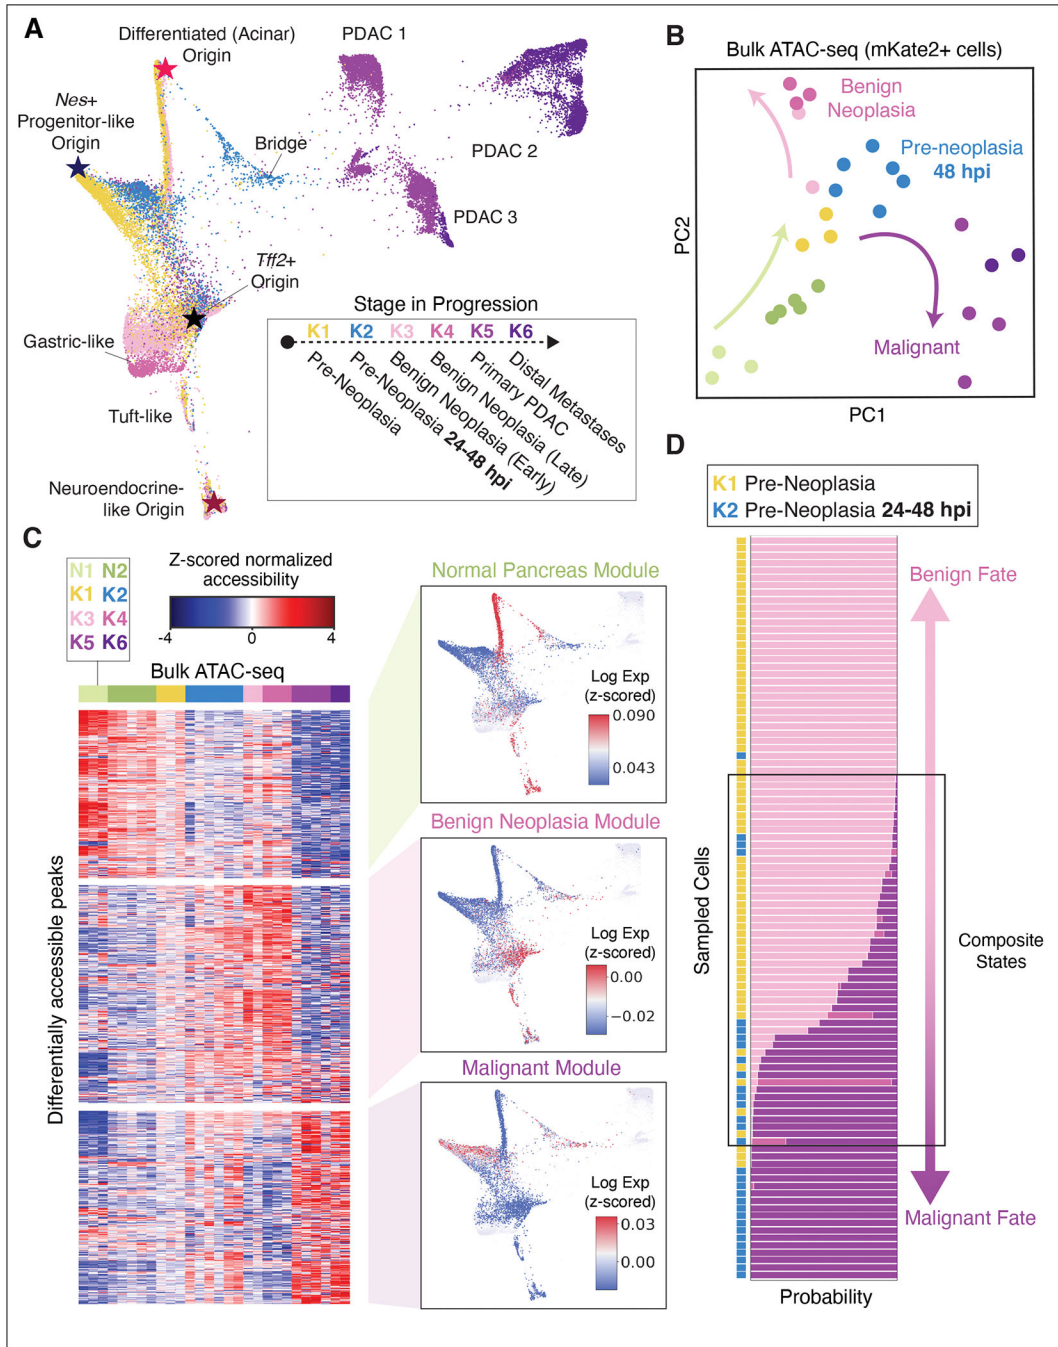 A
Differentiated (Acinar)
Origin
PDAC 1
Nes+
Progenitor-like
Origin
Bridge
PDAC 2
PDAC 3
Tff2+
Origin
Gastric-like
Tuft-like
Neuroendocrine-
like Origin
Stage in Progression
K1 K2 K3 K4 K5 K6
Pre-Neoplasia
Pre-Neoplasia 24-48 hpi
Benign Neoplasia (Early)
Benign Neoplasia (Late)
Primary PDAC
Distal Metastases
B
Bulk ATAC-seq (mKate2+ cells)
Benign
Neoplasia
Pre-neoplasia
48 hpi
Malignant
PC2
PC1
C
N1 N2
K1 K2
K3 K4
K5 K6
Z-scored normalized
accessibility
-4 0 4
Bulk ATAC-seq
Differentially accessible peaks
Normal Pancreas Module
Log Exp
(z-scored)
0.090
0.043
Benign Neoplasia Module
Log Exp
(z-scored)
0.00
−0.02
Malignant Module
Log Exp
(z-scored)
0.03
0.00
D
K1 Pre-Neoplasia
K2 Pre-Neoplasia 24-48 hpi
Benign Fate
Sampled Cells
Composite
States
Malignant Fate
Probability